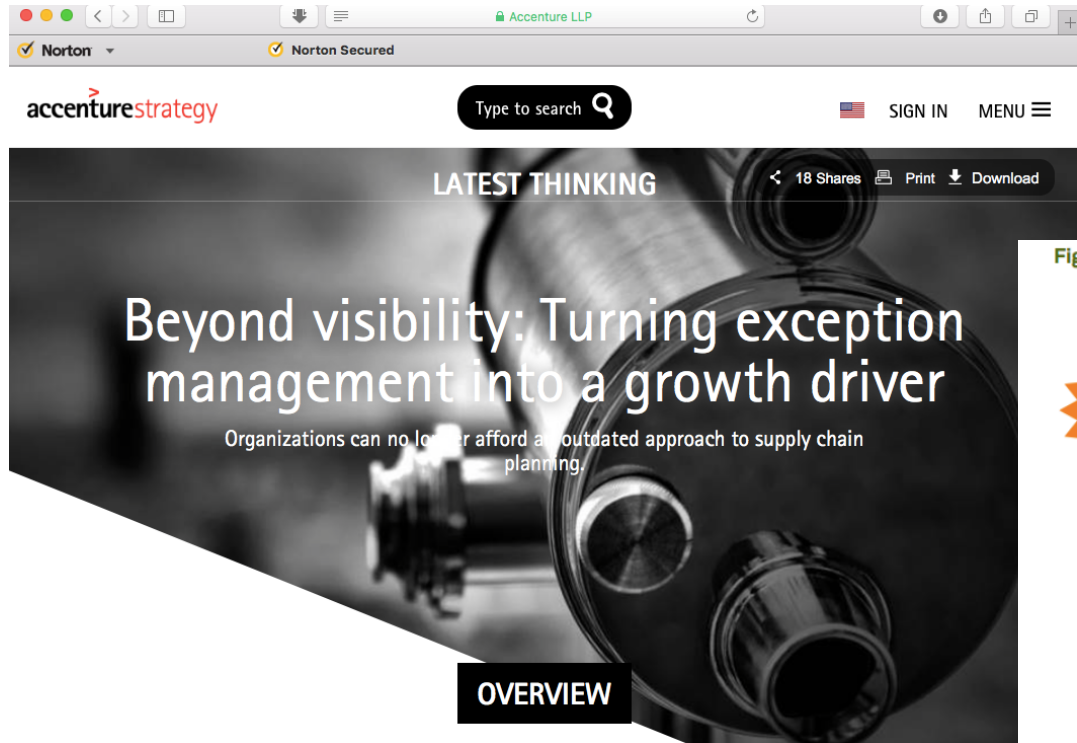 Accenture LLP
Norton
Norton Secured
accenturestrategy
Type to search
SIGN IN
MENU
LATEST THINKING
18 Shares
Print
Download
Fig
Beyond visibility: Turning exception
management into a growth driver
Organizations can no longer afford an outdated approach to supply chain
planning.
OVERVIEW